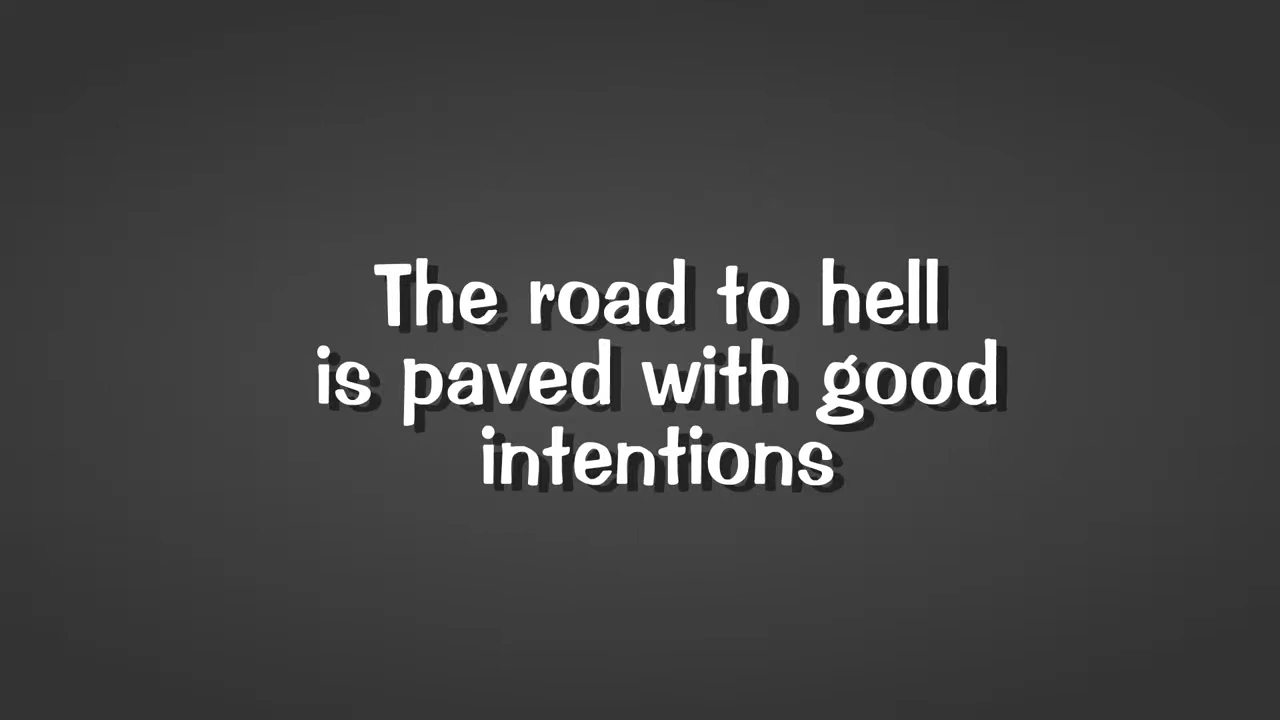 The road to hell
is paved with good
intentions